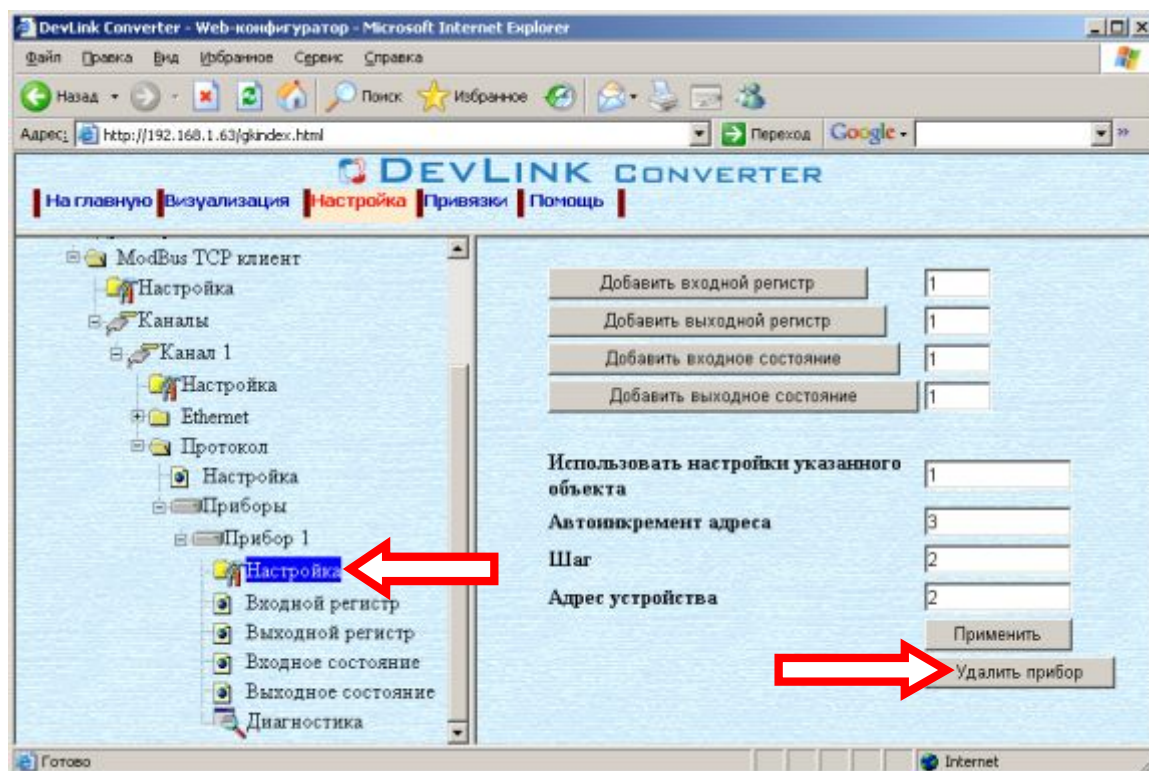 DevLink Converter - Web-конфигуратор - Microsoft Internet Explorer
Файл Правка Вид Избранное Сервис Справка
Назад Поиск Избранное
Адрес: http://192.168.1.63/gkindex.html Переход Google
DEVLINK CONVERTER
На главную Визуализация Настройка Привязки Помощь
ModBus TCP клиент
Настройка
Каналы
Канал 1
Настройка
Ethernet
Протокол
Настройка
Приборы
Прибор 1
Настройка
Входной регистр
Выходной регистр
Входное состояние
Выходное состояние
Диагностика
Добавить входной регистр 1
Добавить выходной регистр 1
Добавить входное состояние 1
Добавить выходное состояние 1
Использовать настройки указанного
объекта 1
Автоинкремент адреса 3
Шаг 2
Адрес устройства 2
Применить
Удалить прибор
Готово Internet